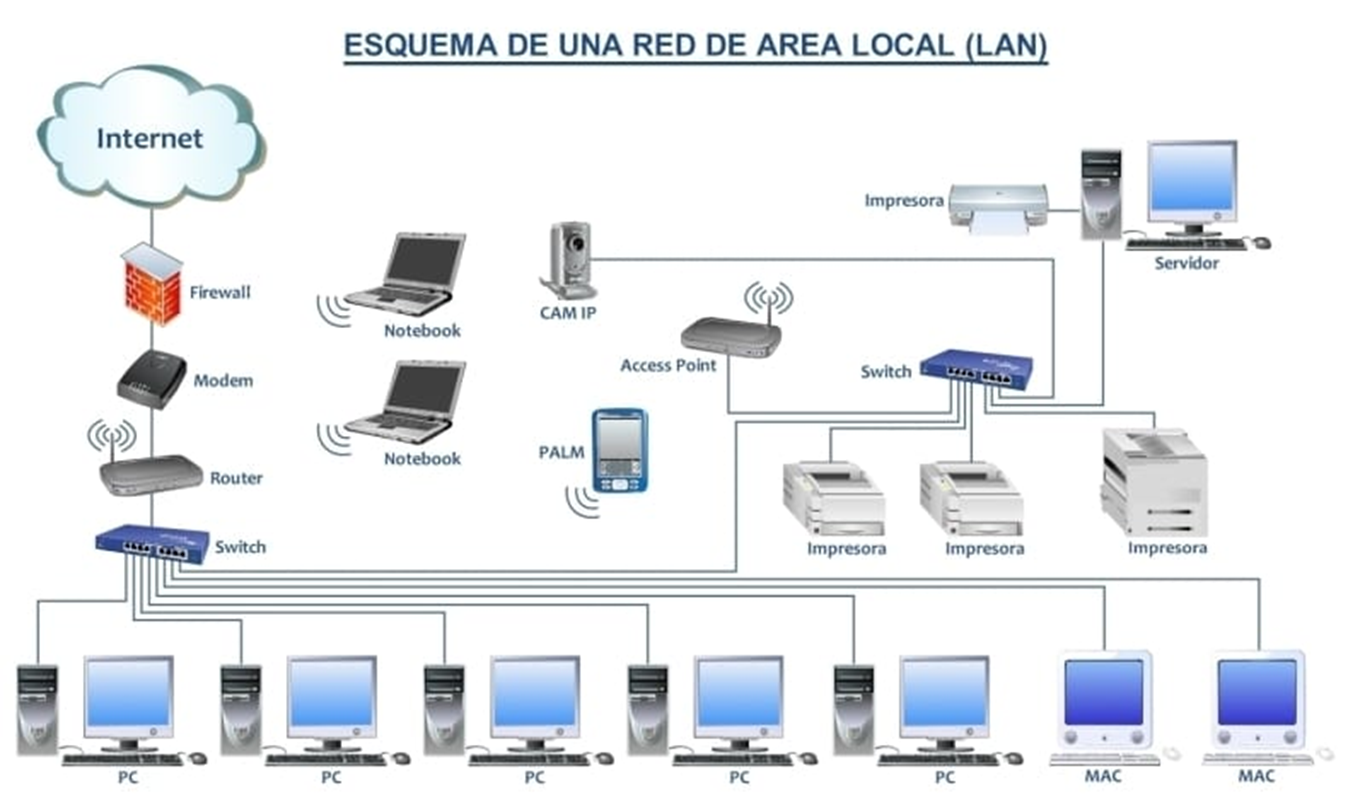 ESQUEMA DE UNA RED DE AREA LOCAL (LAN)
Internet
Impresora
Servidor
Firewall
Notebook
CAM IP
Modem
Access Point
Switch
Router
Notebook
PALM
Switch
Impresora
Impresora
Impresora
PC
PC
PC
PC
PC
MAC
MAC